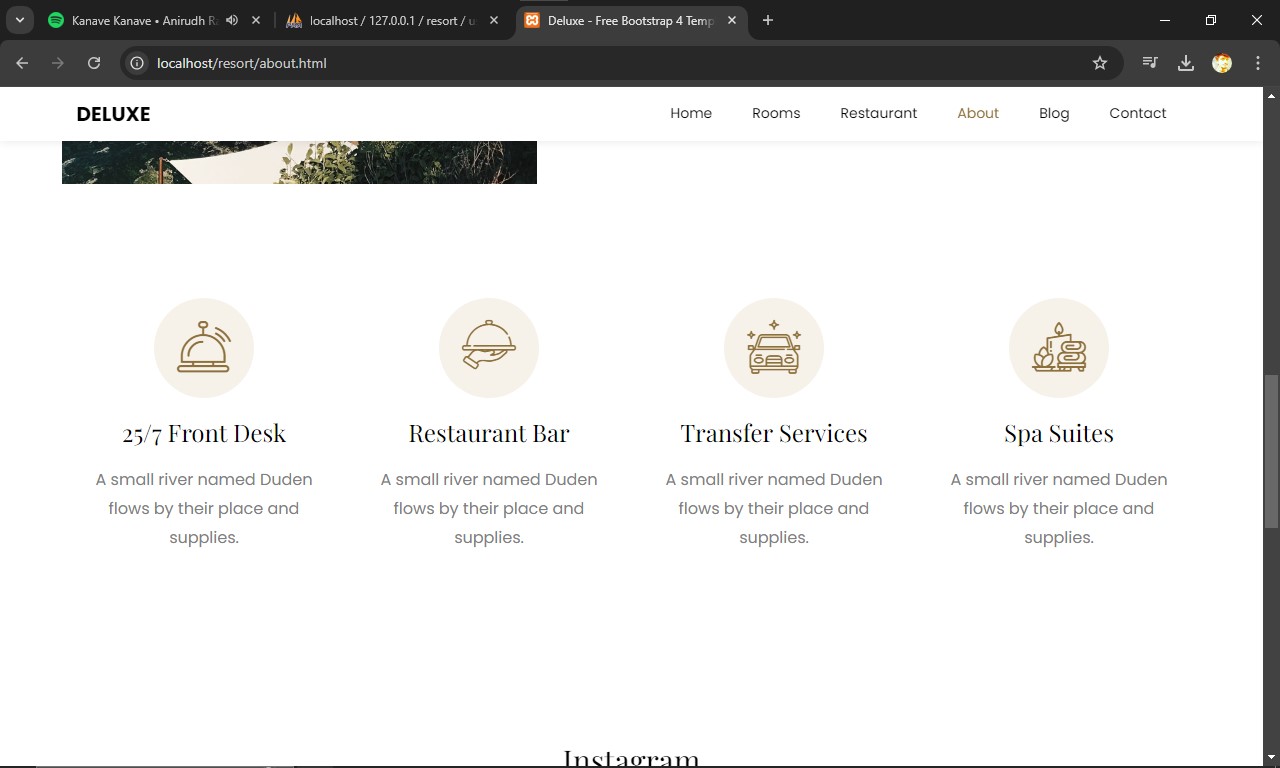 Kanave Kanave • Anirudh Ra
localhost / 127.0.0.1 / resort / u
Deluxe - Free Bootstrap 4 Temp
localhost/resort/about.html
DELUXE
Home Rooms Restaurant About Blog Contact
25/7 Front Desk
A small river named Duden
flows by their place and
supplies.
Restaurant Bar
A small river named Duden
flows by their place and
supplies.
Transfer Services
A small river named Duden
flows by their place and
supplies.
Spa Suites
A small river named Duden
flows by their place and
supplies.
Instagram